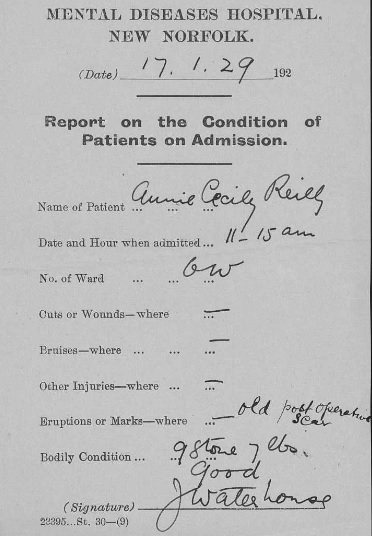 MENTAL DISEASES HOSPITAL,
NEW NORFOLK.
(Date) 17. 1. 29 192
Report on the Condition of
Patients on Admission.
Name of Patient ... Annie Cecily Reilly
Date and Hour when admitted... 11-15 am
No. of Ward ... ... ... GW
Cuts or Wounds—where ... —
Bruises—where ... ... ... —
Other Injuries—where ... ... —
Eruptions or Marks—where ... — old post operative
scar
Bodily Condition ... ... 9 stone 7 lbs.
Good
(Signature) J Waterhouse
22395...St. 30—(9)